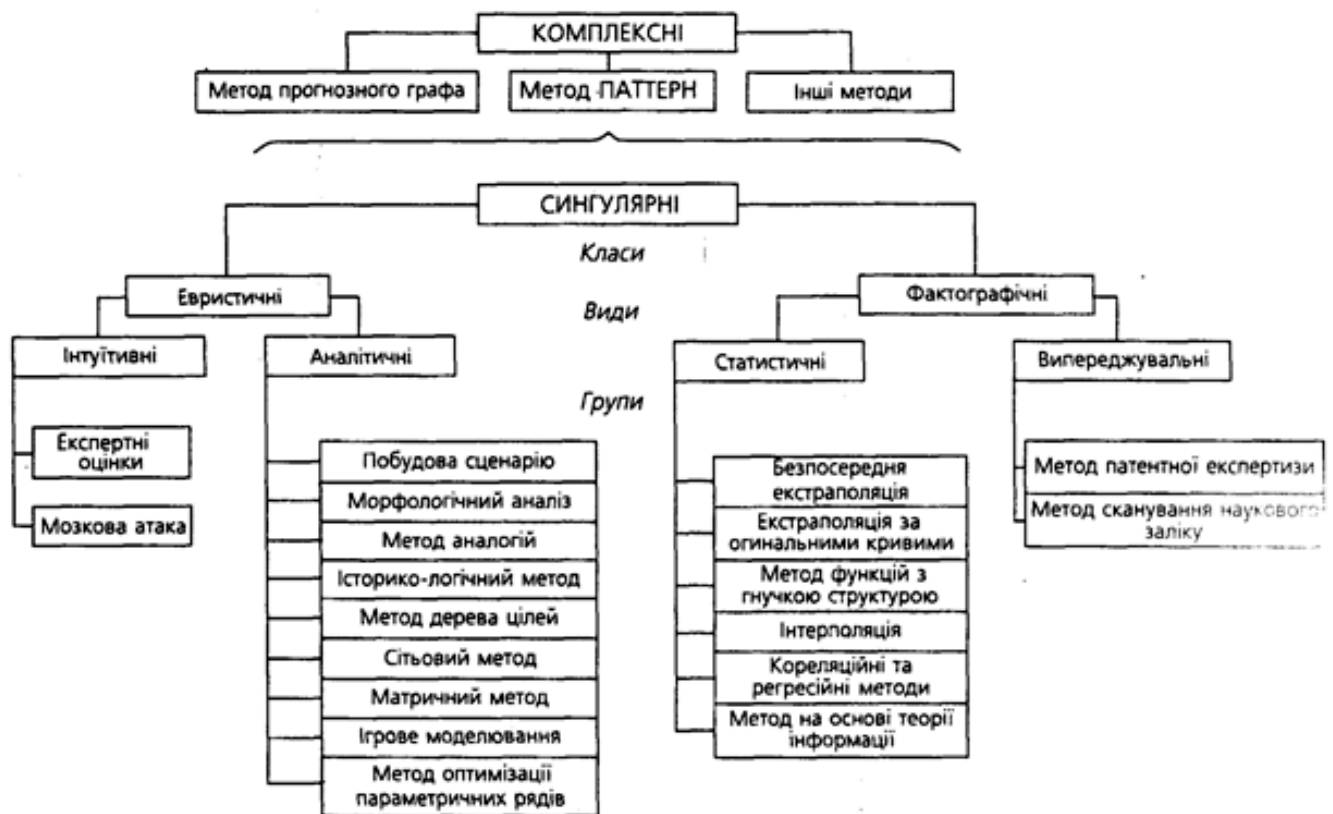 КОМПЛЕКСНІ
Метод прогнозного графа
Метод ПАТТЕРН
Інші методи
СИНГУЛЯРНІ
Класи
Евристичні
Фактографічні
Види
Інтуїтивні
Аналітичні
Статистичні
Випереджувальні
Групи
Експертні
оцінки
Мозкова атака
Побудова сценарію
Морфологічний аналіз
Метод аналогій
Історико-логічний метод
Метод дерева цілей
Сітьовий метод
Матричний метод
Ігрове моделювання
Метод оптимізації
параметричних рядів
Безпосередня
екстраполяція
Екстраполяція за
огинальними кривими
Метод функцій з
гнучкою структурою
Інтерполяція
Кореляційні та
регресійні методи
Метод на основі теорії
інформації
Метод патентної експертизи
Метод сканування наукового
заліку